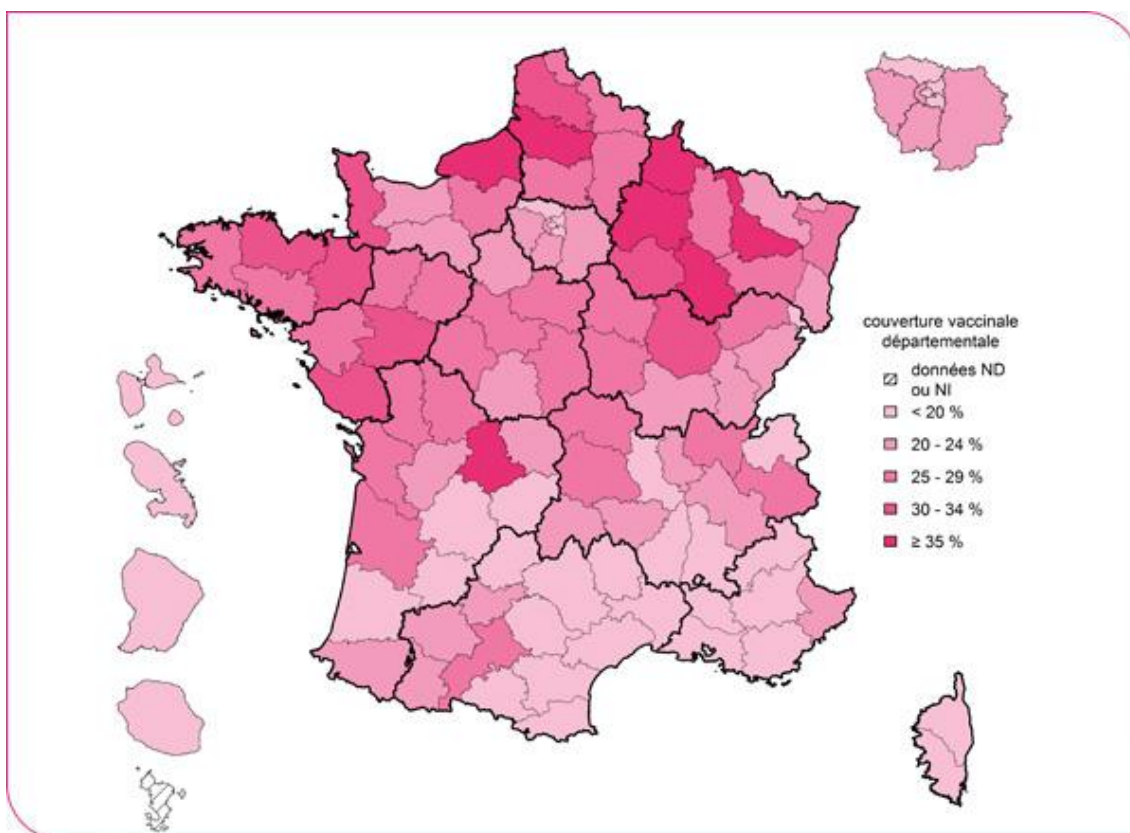 couverture vaccinale
départementale
données ND
ou NI
< 20 %
20 - 24 %
25 - 29 %
30 - 34 %
≥ 35 %